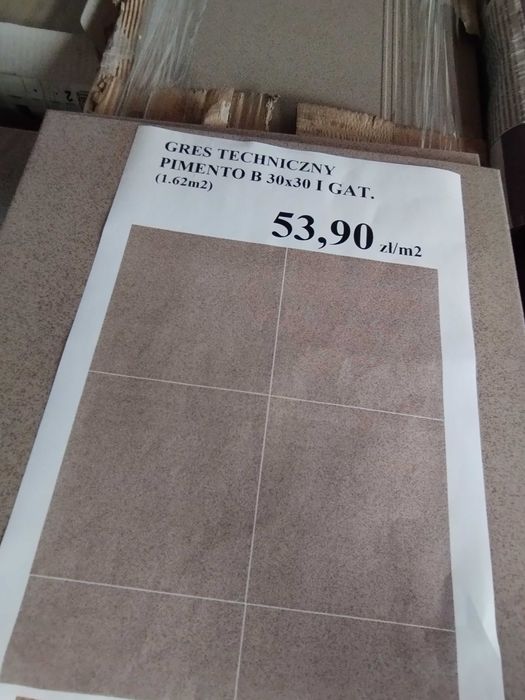 GRES TECHNICZNY
PIMENTO B 30x30 I GAT.
(1.62m2)
53,90 zl/m2